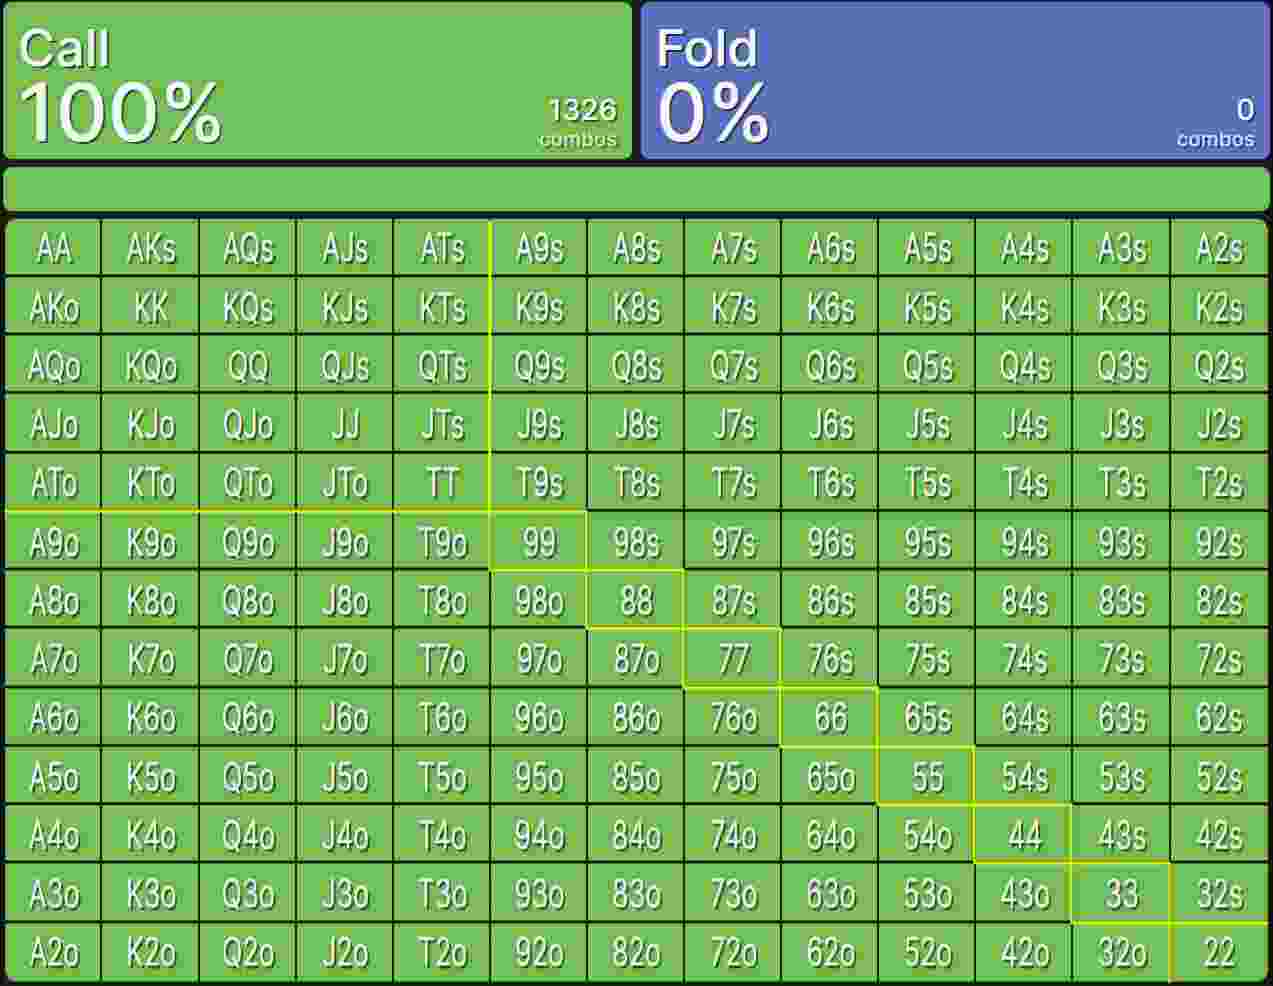 Call
100%
1326
combos
Fold
0%
0
combos
AA AKs AQs AJs ATs A9s A8s A7s A6s A5s A4s A3s A2s
AKo KK KQs KJs KTs K9s K8s K7s K6s K5s K4s K3s K2s
AQo KQo QQ QJs QTs Q9s Q8s Q7s Q6s Q5s Q4s Q3s Q2s
AJo KJo QJo JJ JTs J9s J8s J7s J6s J5s J4s J3s J2s
ATo KTo QTo JTo TT T9s T8s T7s T6s T5s T4s T3s T2s
A9o K9o Q9o J9o T9o 99 98s 97s 96s 95s 94s 93s 92s
A8o K8o Q8o J8o T8o 98o 88 87s 86s 85s 84s 83s 82s
A7o K7o Q7o J7o T7o 97o 87o 77 76s 75s 74s 73s 72s
A6o K6o Q6o J6o T6o 96o 86o 76o 66 65s 64s 63s 62s
A5o K5o Q5o J5o T5o 95o 85o 75o 65o 55 54s 53s 52s
A4o K4o Q4o J4o T4o 94o 84o 74o 64o 54o 44 43s 42s
A3o K3o Q3o J3o T3o 93o 83o 73o 63o 53o 43o 33 32s
A2o K2o Q2o J2o T2o 92o 82o 72o 62o 52o 42o 32o 22